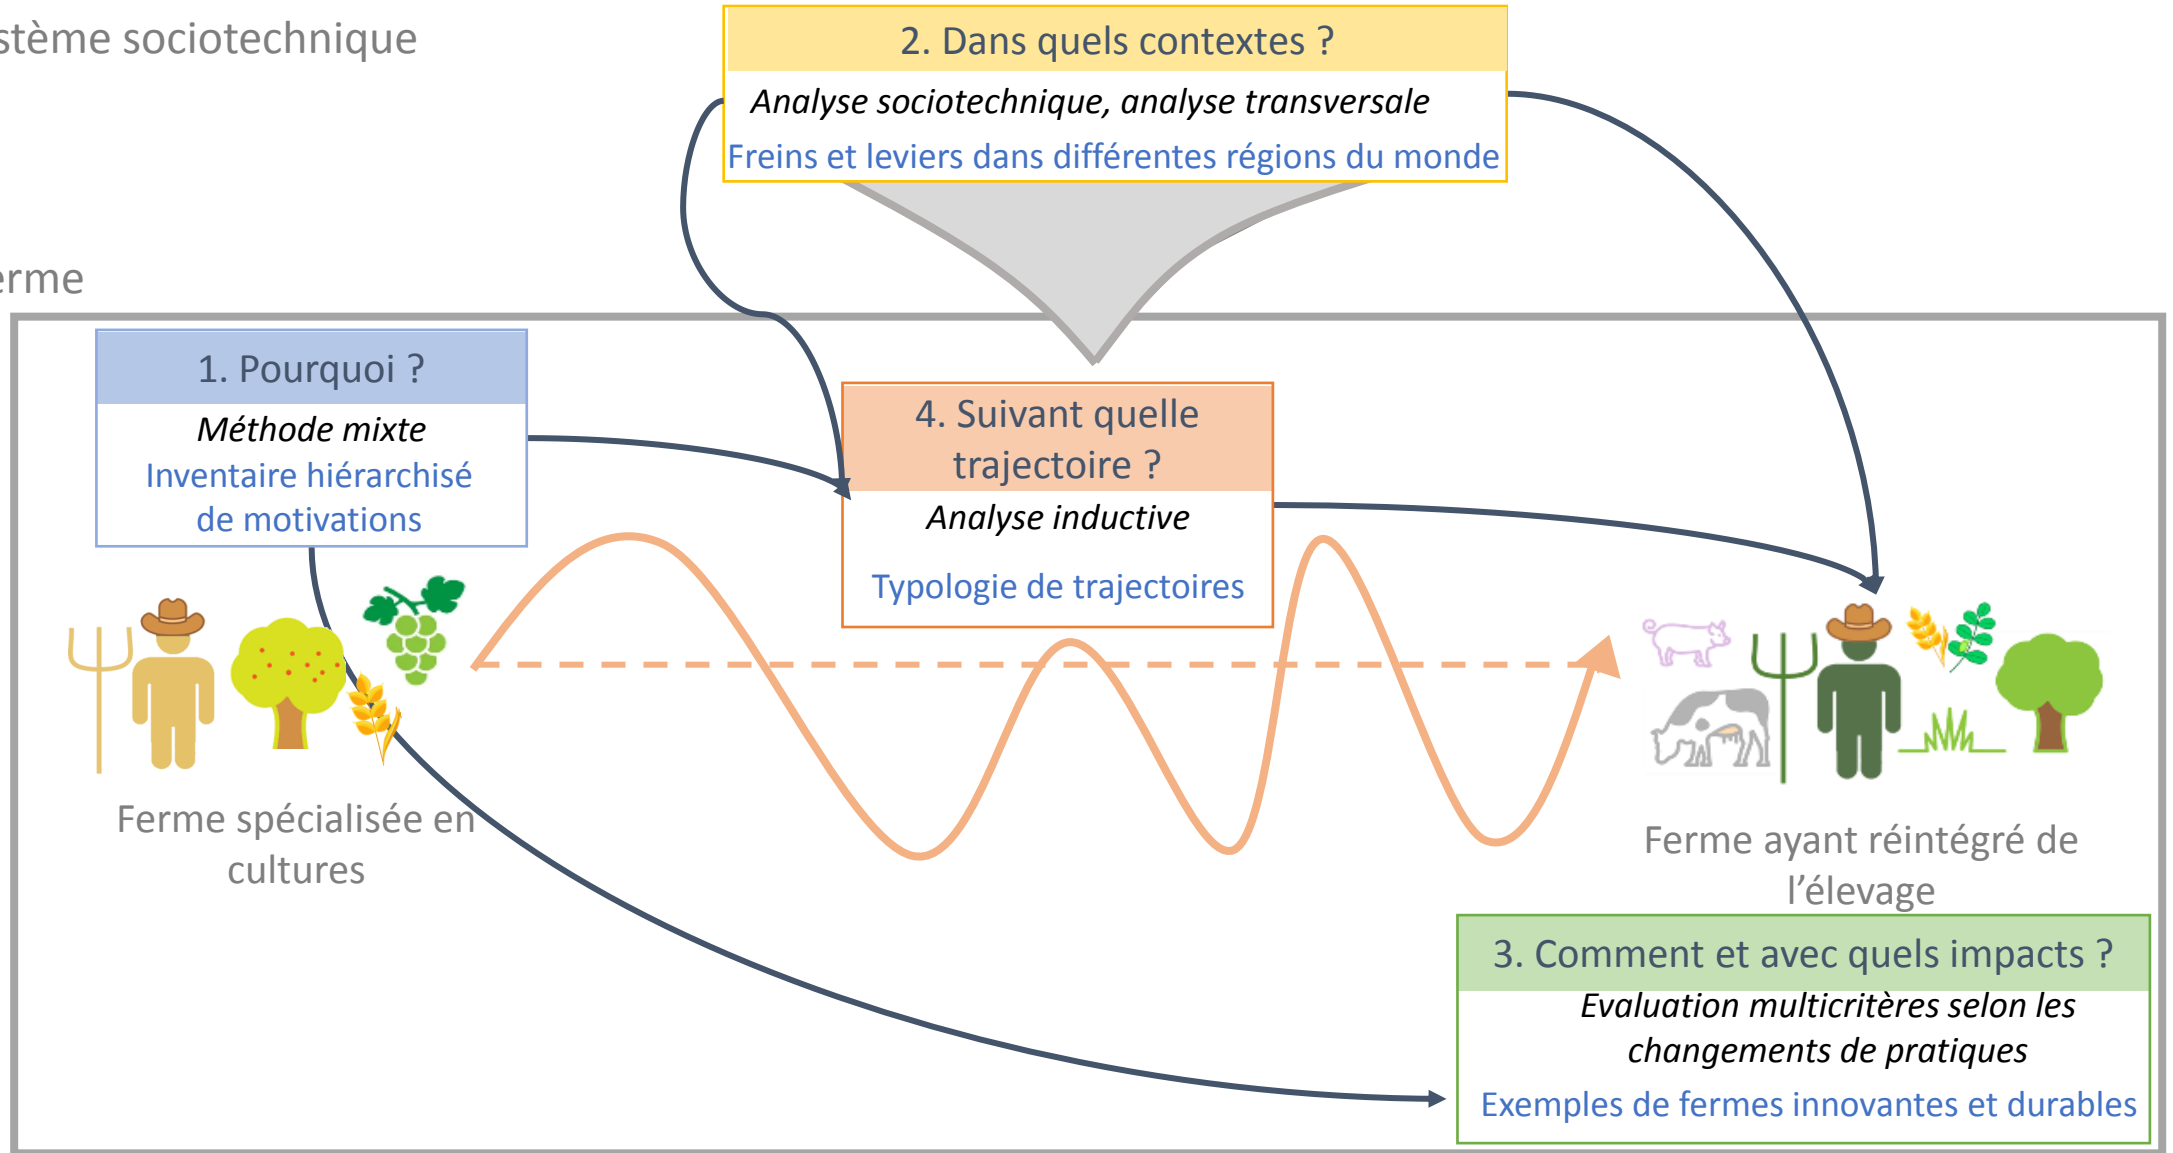 stème sociotechnique
2. Dans quels contextes ?
Analyse sociotechnique, analyse transversale
Freins et leviers dans différentes régions du monde
erme
1. Pourquoi ?
Méthode mixte
Inventaire hiérarchisé
de motivations
4. Suivant quelle
trajectoire ?
Analyse inductive
Typologie de trajectoires
Ferme spécialisée en
cultures
Ferme ayant réintégré de
l’élevage
3. Comment et avec quels impacts ?
Evaluation multicritères selon les
changements de pratiques
Exemples de fermes innovantes et durables